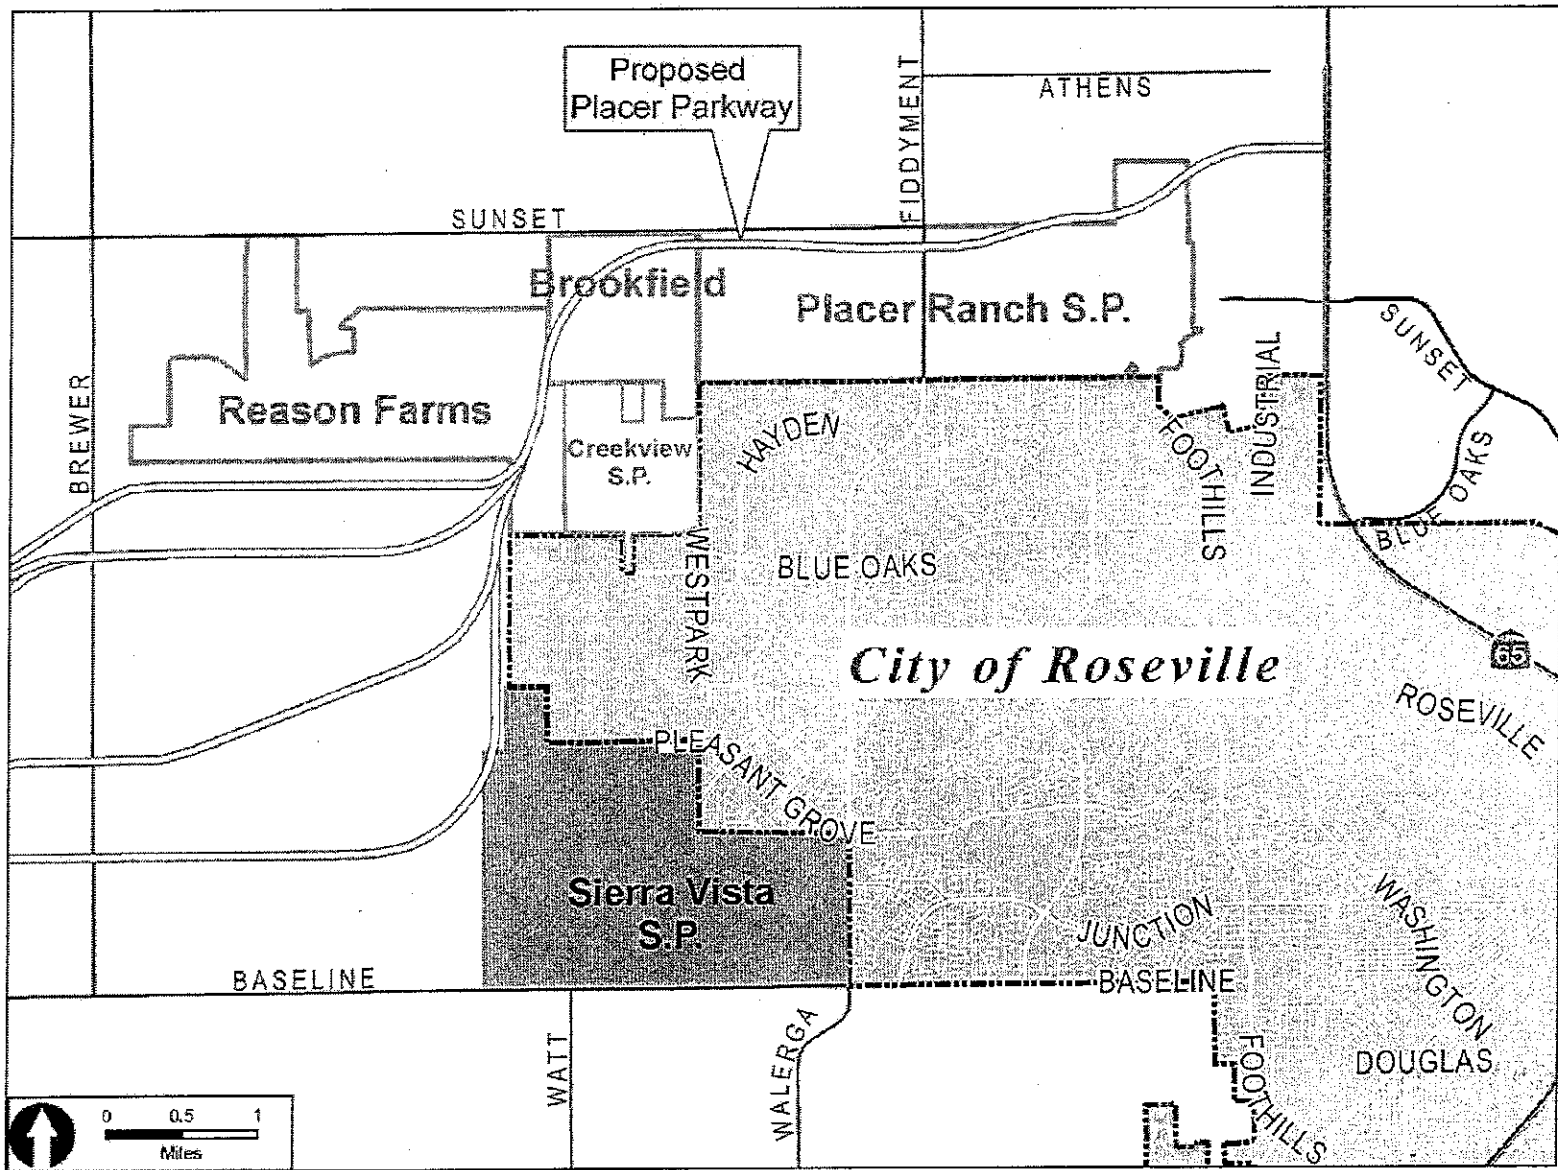 Proposed
Placer Parkway
FIDDYMENT
ATHENS
SUNSET
Brookfield
Placer Ranch S.P.
SUNSET
BREWER
Reason Farms
Creekview
S.P.
HAYDEN
FOOTHILLS
INDUSTRIAL
BLUE OAKS
WESTPARK
BLUE OAKS
City of Roseville
65
ROSEVILLE
PLEASANT GROVE
Sierra Vista
S.P.
JUNCTION
WASHINGTON
BASELINE
BASELINE
WATT
WALERGA
FOOTHILLS
DOUGLAS
0 0.5 1
Miles